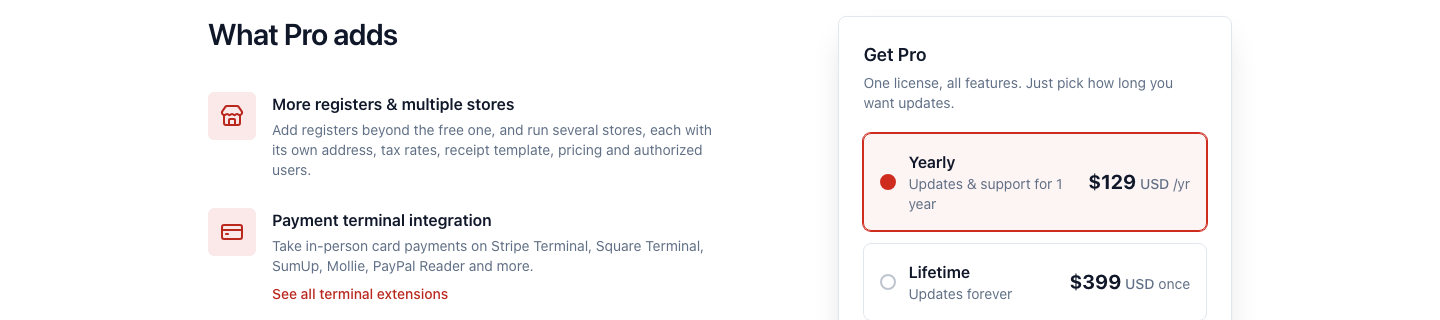 What Pro adds
More registers & multiple stores
Add registers beyond the free one, and run several stores, each with
its own address, tax rates, receipt template, pricing and authorized
users.
Payment terminal integration
Take in-person card payments on Stripe Terminal, Square Terminal,
SumUp, Mollie, PayPal Reader and more.
See all terminal extensions
Get Pro
One license, all features. Just pick how long you
want updates.
Yearly
Updates & support for 1
year
$129 USD /yr
Lifetime
Updates forever
$399 USD once